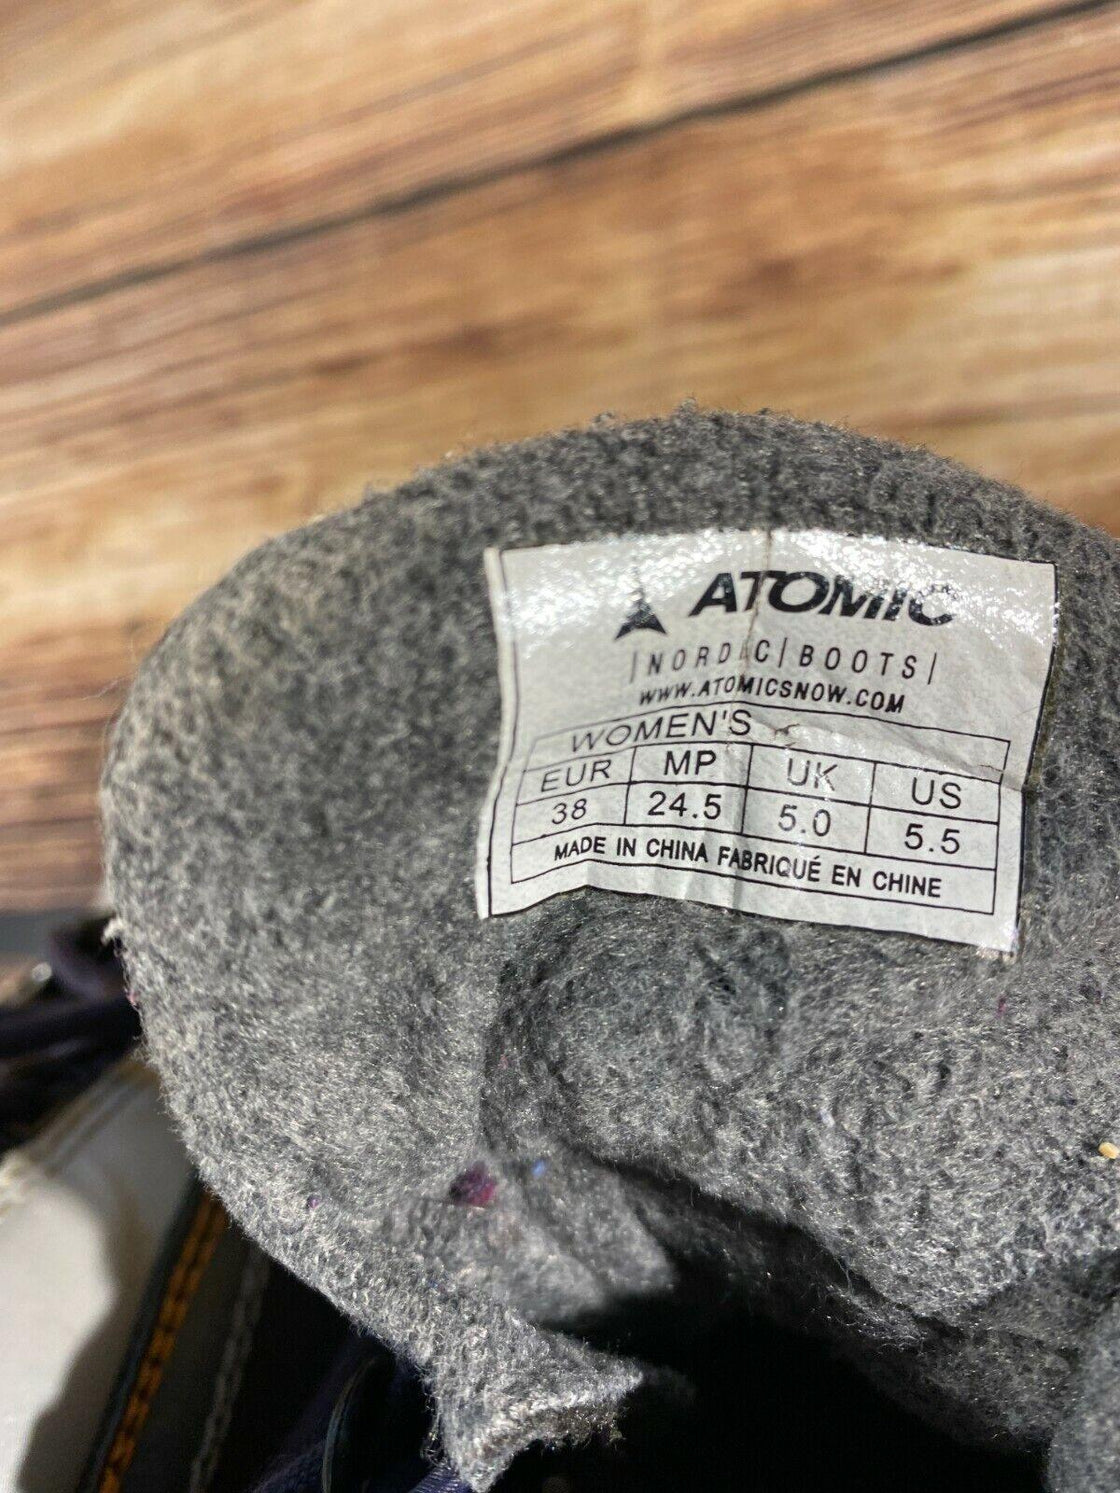 ATOMIC
|NORDIC|BOOTS|
WWW.ATOMICSNOW.COM
WOMEN'S
EUR MP UK US
38 24.5 5.0 5.5
MADE IN CHINA FABRIQUÉ EN CHINE